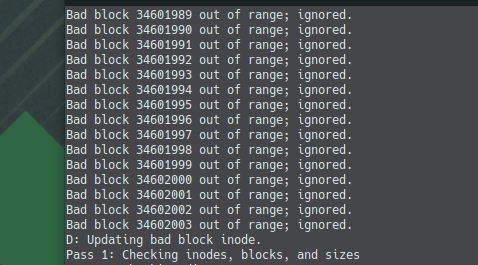 Bad block 34601989 out of range; ignored.
Bad block 34601990 out of range; ignored.
Bad block 34601991 out of range; ignored.
Bad block 34601992 out of range; ignored.
Bad block 34601993 out of range; ignored.
Bad block 34601994 out of range; ignored.
Bad block 34601995 out of range; ignored.
Bad block 34601996 out of range; ignored.
Bad block 34601997 out of range; ignored.
Bad block 34601998 out of range; ignored.
Bad block 34601999 out of range; ignored.
Bad block 34602000 out of range; ignored.
Bad block 34602001 out of range; ignored.
Bad block 34602002 out of range; ignored.
Bad block 34602003 out of range; ignored.
D: Updating bad block inode.
Pass 1: Checking inodes, blocks, and sizes